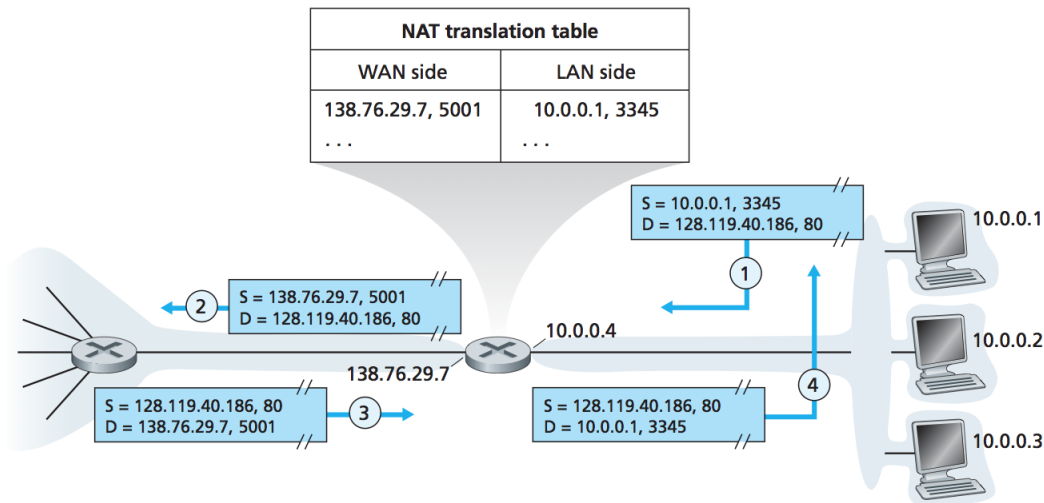 NAT translation table
WAN side LAN side
138.76.29.7, 5001 10.0.0.1, 3345
. . . . . .
S = 10.0.0.1, 3345
D = 128.119.40.186, 80
10.0.0.1
1
S = 138.76.29.7, 5001
D = 128.119.40.186, 80
2
10.0.0.4
10.0.0.2
138.76.29.7
4
S = 128.119.40.186, 80
D = 138.76.29.7, 5001
3
S = 128.119.40.186, 80
D = 10.0.0.1, 3345
10.0.0.3